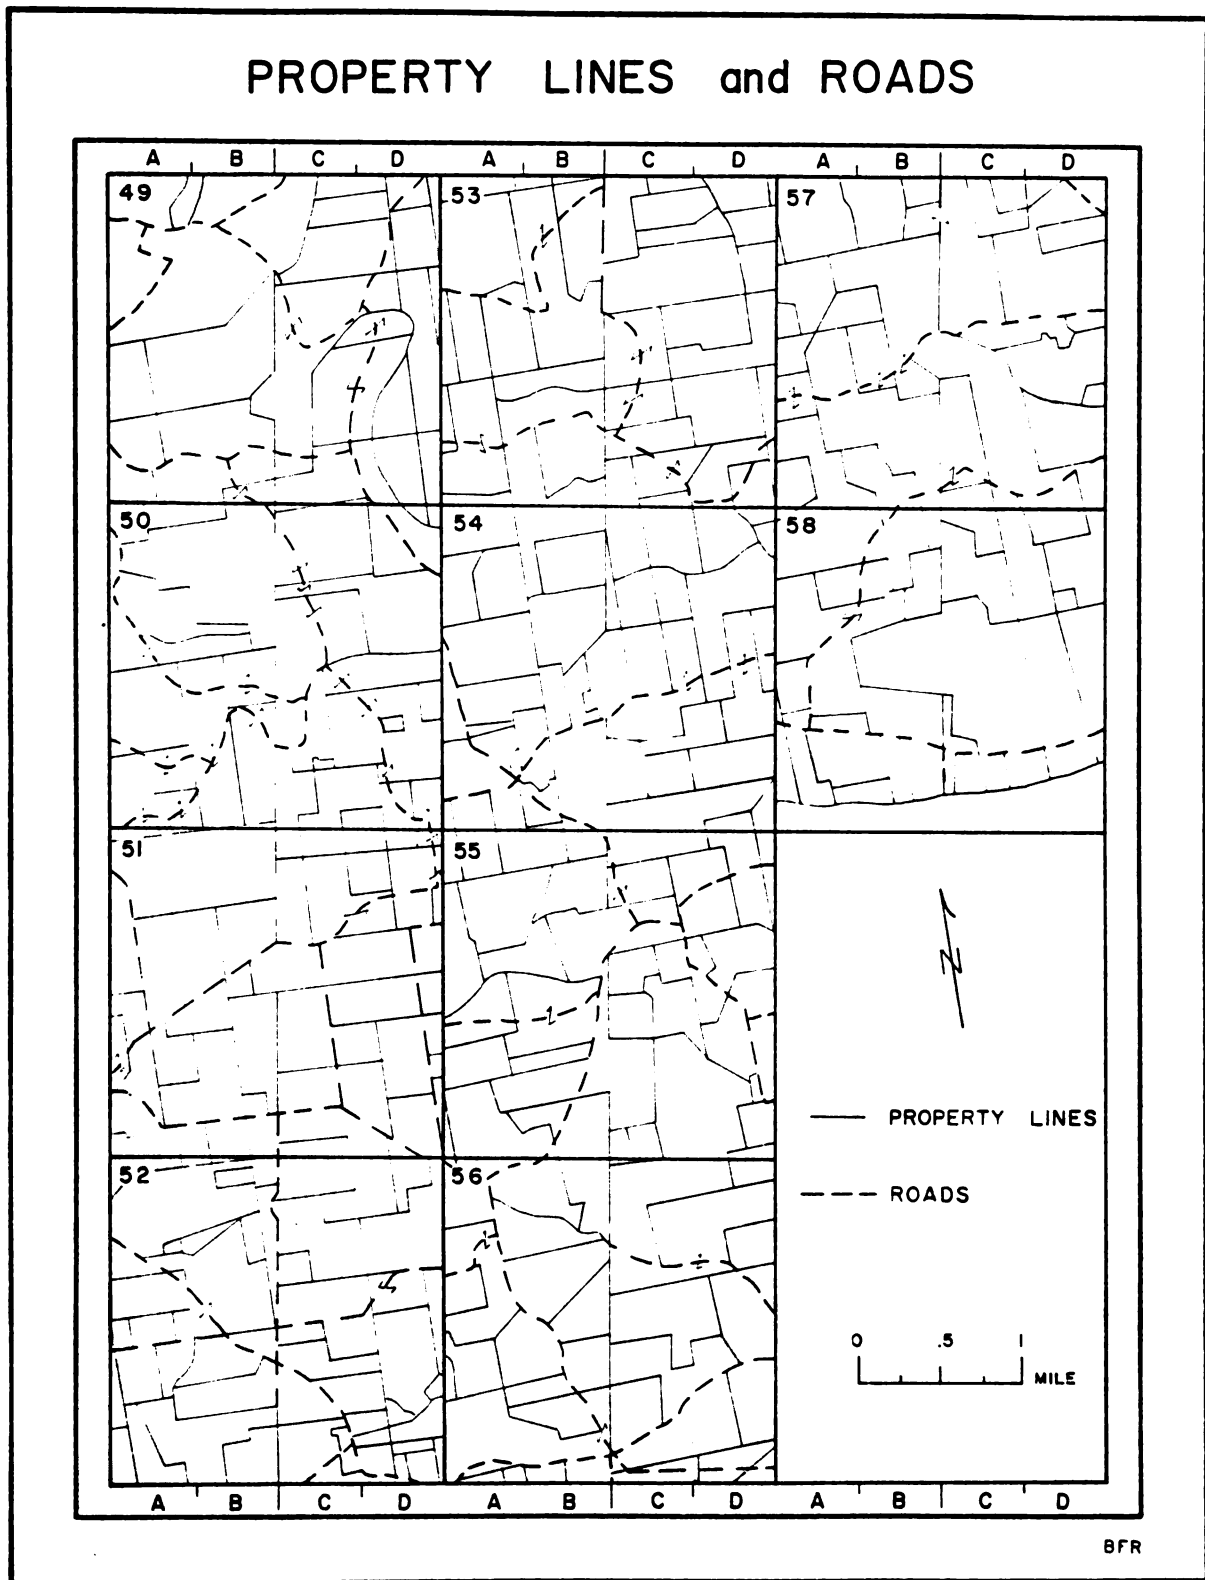 PROPERTY LINES and ROADS
A B C D A B C D A B C D
49 53 57
50 54 58
51 55
N
PROPERTY LINES
ROADS
52 56
0 .5 1
MILE
A B C D A B C D A B C D
BFR